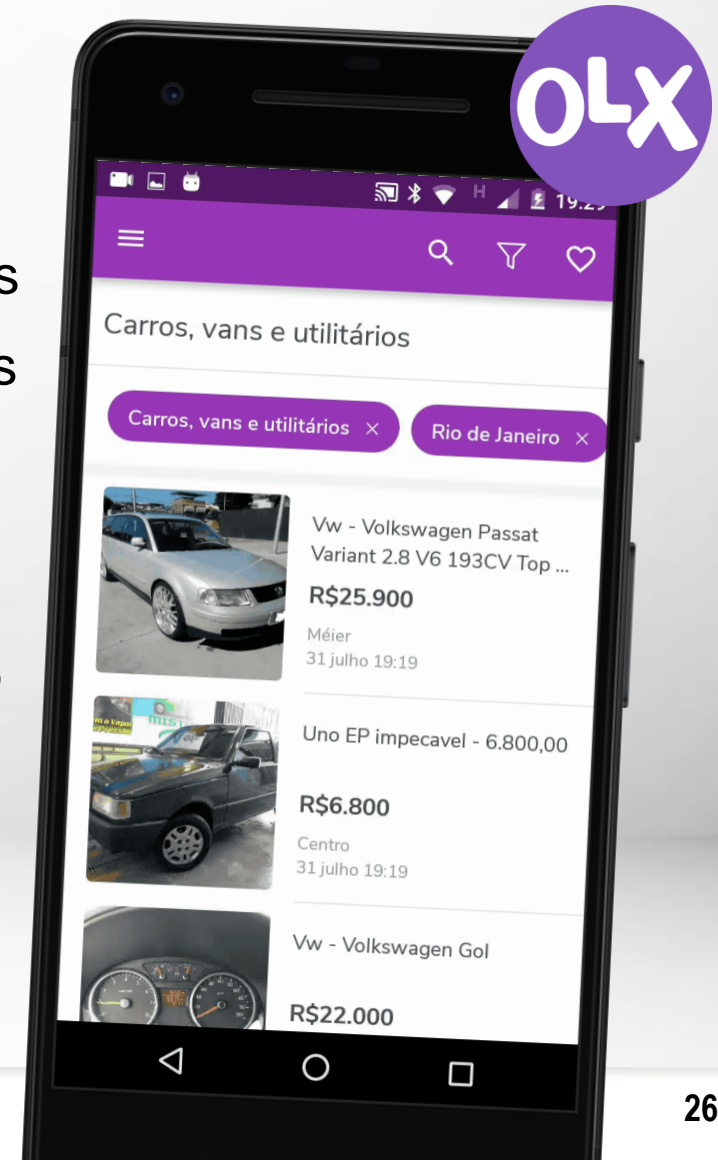 OLX
H
19:29
Carros, vans e utilitários
Carros, vans e utilitários ×
Rio de Janeiro ×
Vw - Volkswagen Passat
Variant 2.8 V6 193CV Top ...
R$25.900
Méier
31 julho 19:19
Uno EP impecavel - 6.800,00
R$6.800
Centro
31 julho 19:19
Vw - Volkswagen Gol
R$22.000
s
s
26